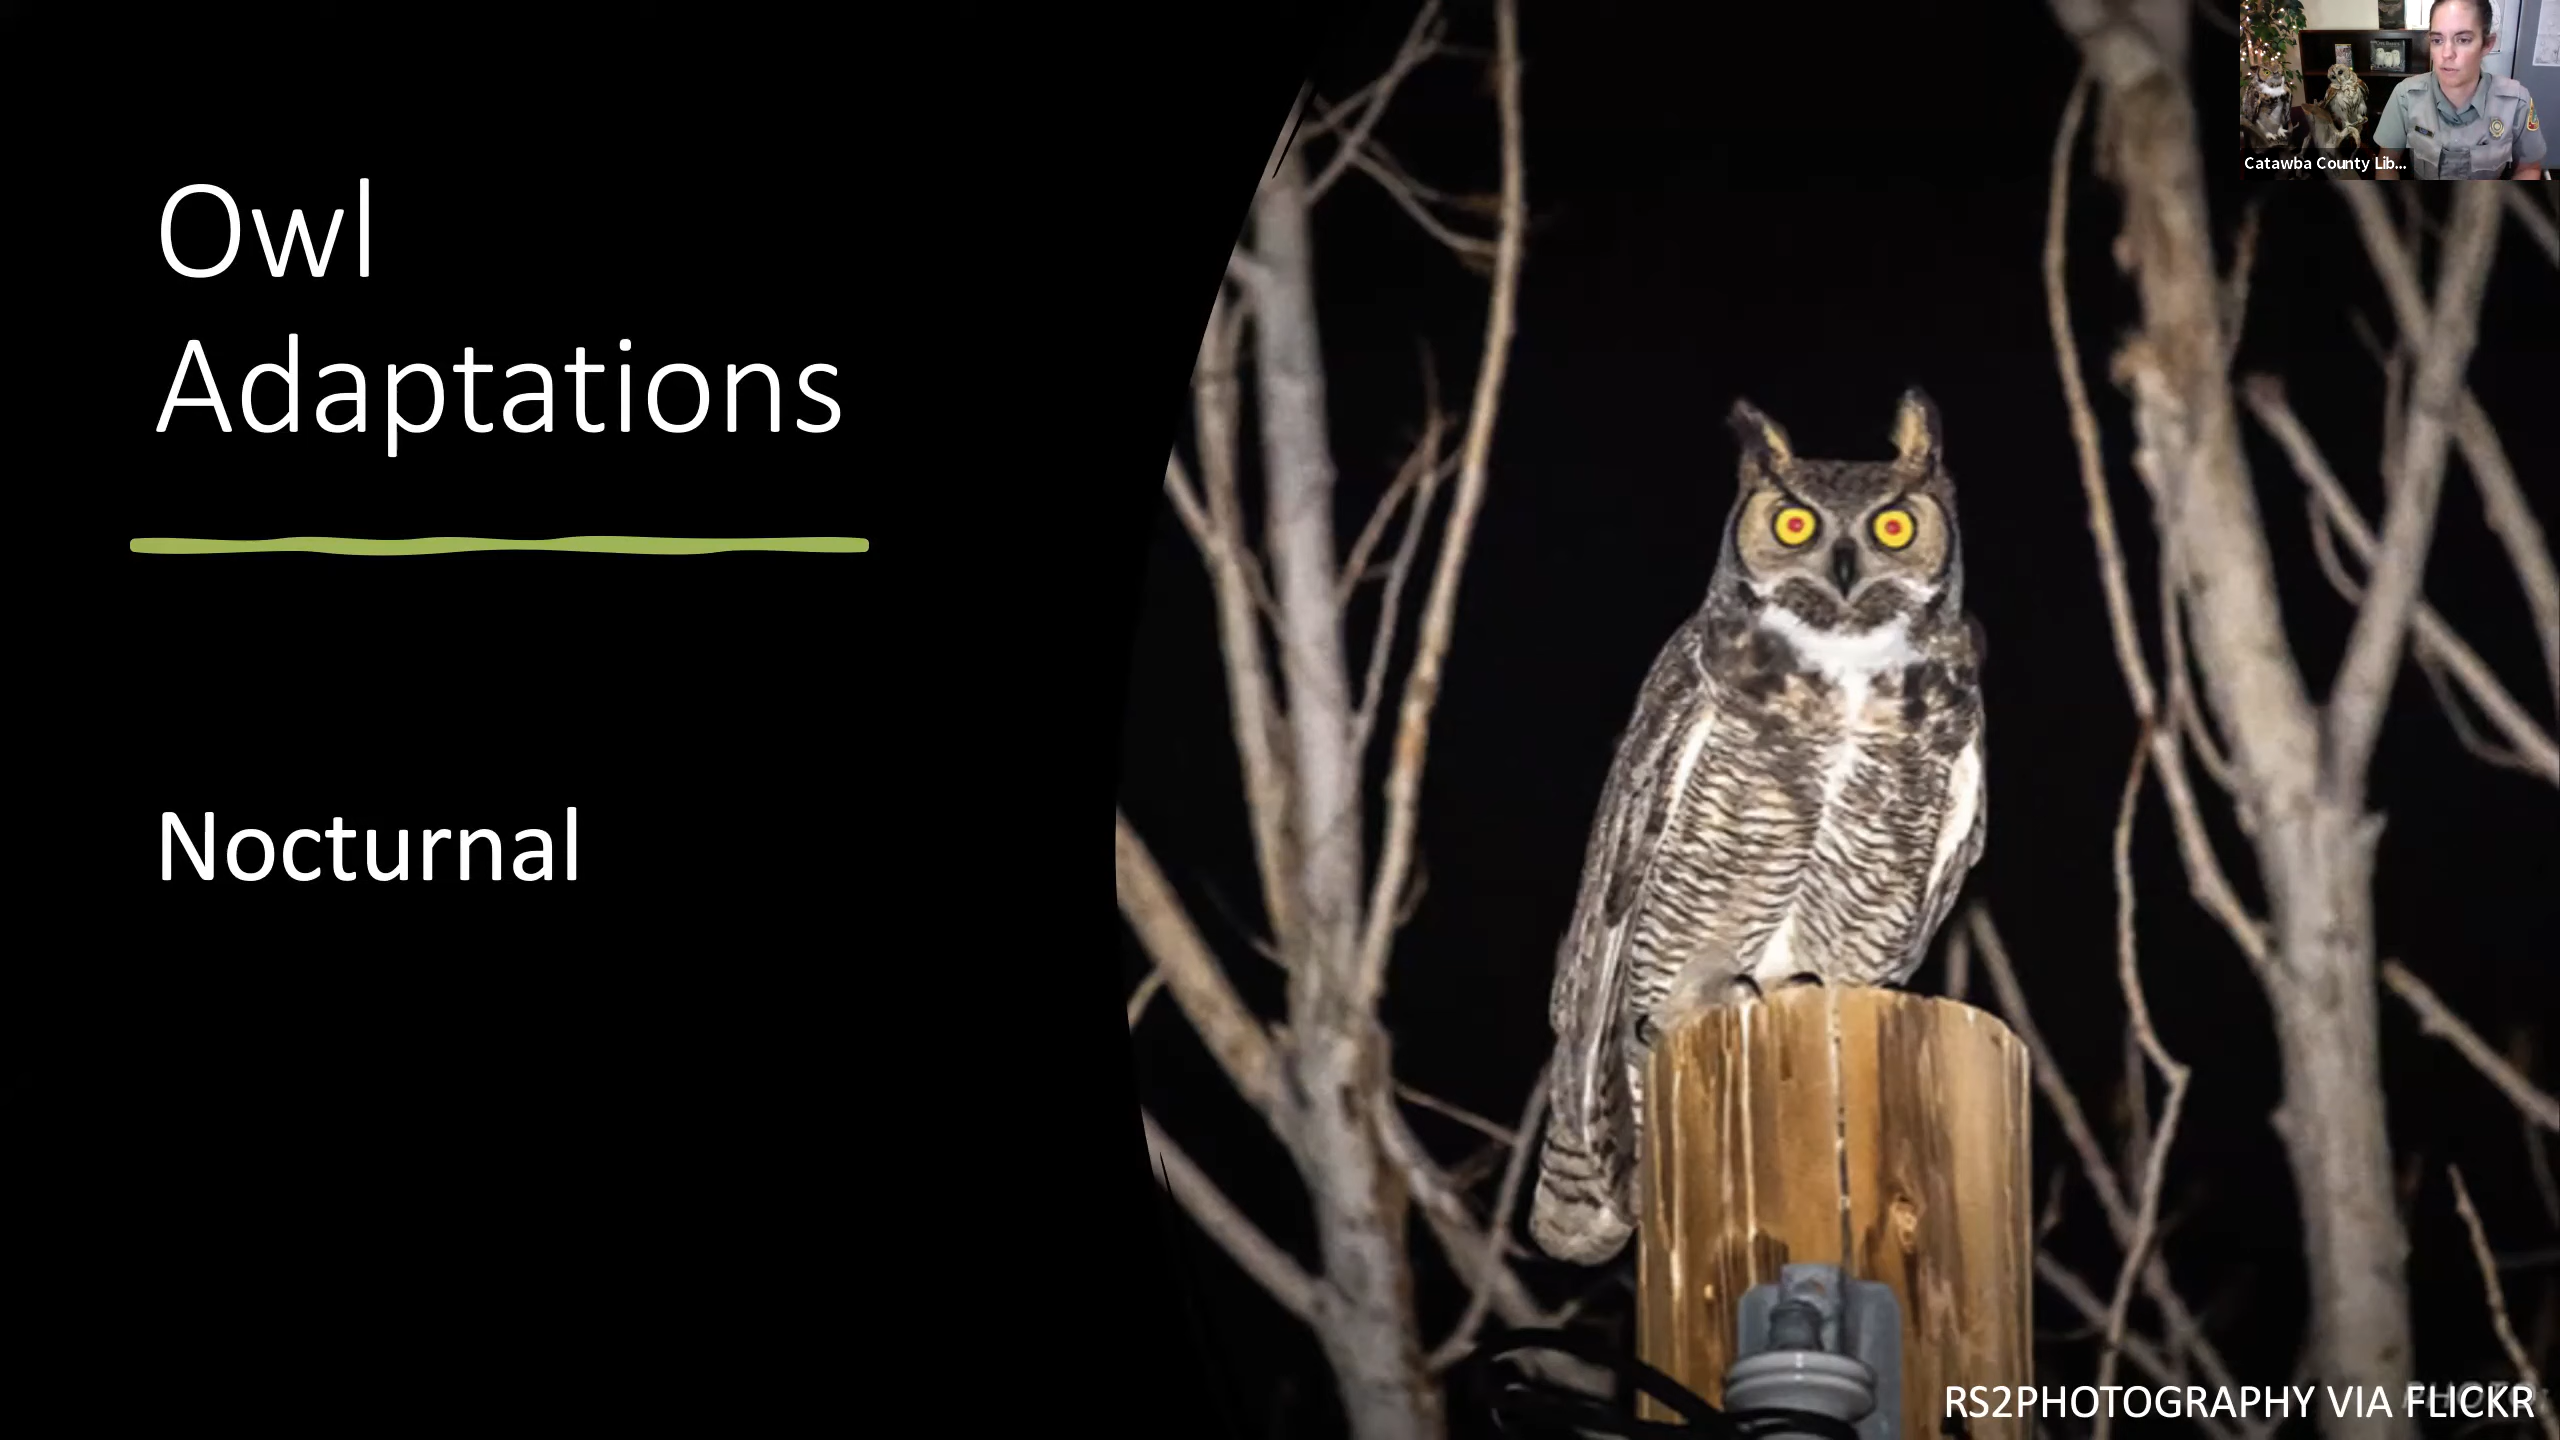 Catawba County Lib...
Owl
Adaptations
Nocturnal
RS2PHOTOGRAPHY VIA FLICKR